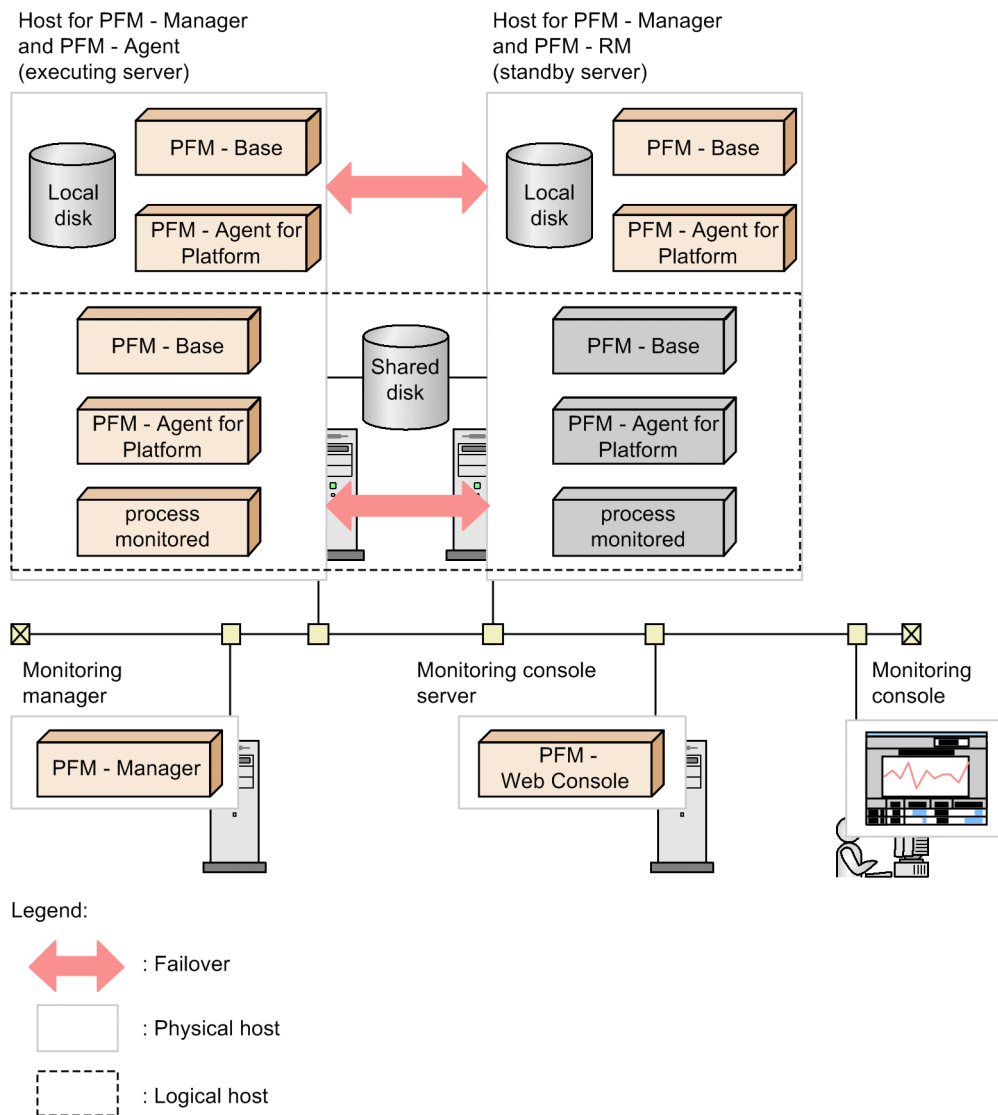 Host for PFM - Manager
and PFM - Agent
(executing server)
Host for PFM - Manager
and PFM - RM
(standby server)
PFM - Base
Local
disk
PFM - Agent for
Platform
PFM - Base
Local
disk
PFM - Agent for
Platform
PFM - Base
Shared
disk
PFM - Base
PFM - Agent for
Platform
PFM - Agent for
Platform
process
monitored
process
monitored
Monitoring
manager
Monitoring console
server
Monitoring
console
PFM - Manager
PFM -
Web Console
Legend:
: Failover
: Physical host
: Logical host